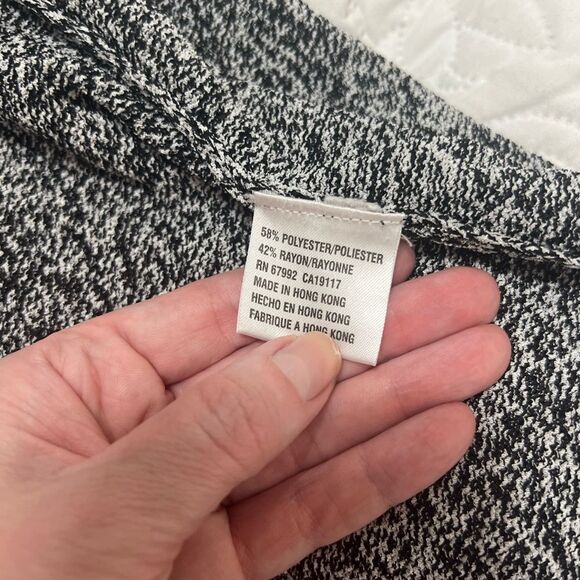 58% POLYESTER/POLIESTER
42% RAYON/RAYONNE
RN 67992 CA19117
MADE IN HONG KONG
HECHO EN HONG KONG
FABRIQUE A HONG KONG